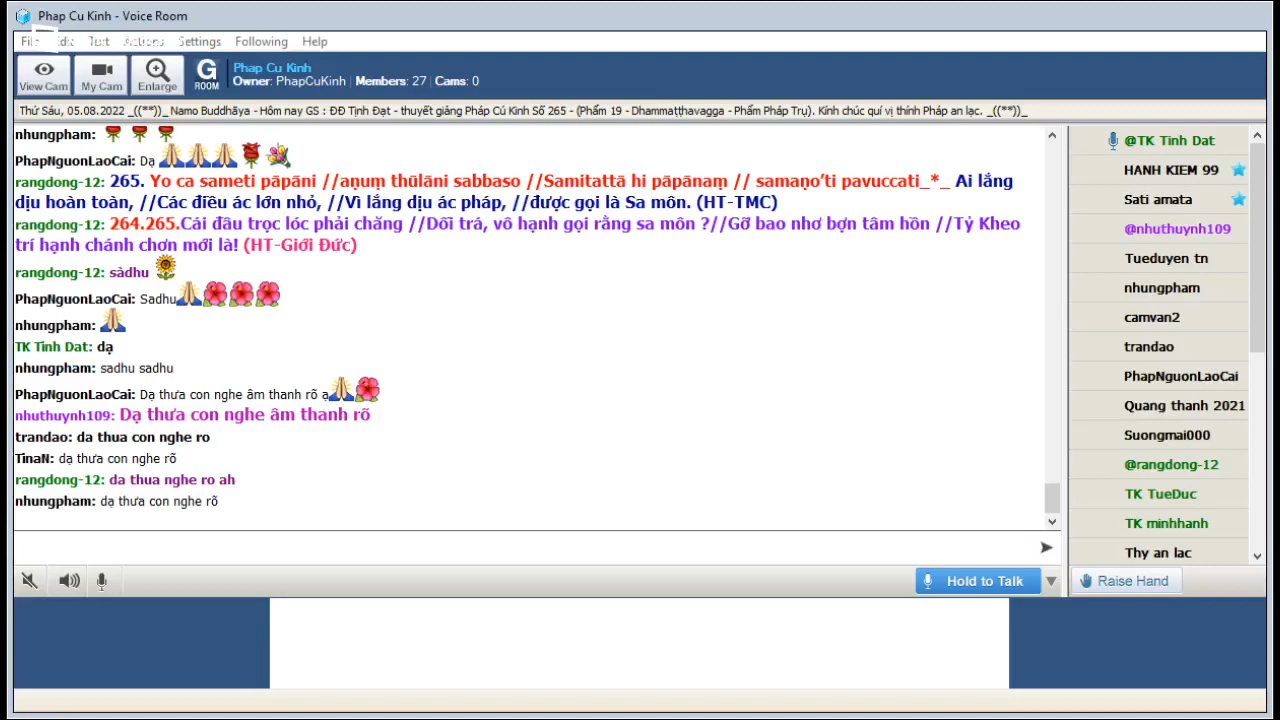 Phap Cu Kinh - Voice Room
Text Actions Settings Following Help
View Cam My Cam Enlarge G ROOM
Phap Cu Kinh
Owner: PhapCuKinh | Members: 27 | Cams: 0
Thứ Sáu, 05.08.2022 _((**))_ Namo Buddhāya - Hôm nay GS : ĐĐ Tịnh Đạt - thuyết giảng Pháp Cú Kinh Số 265 - (Phẩm 19 - Dhammaṭṭhavagga - Phẩm Pháp Trụ). Kính chúc quí vị thính Pháp an lạc. _((**))_
nhungpham:
PhapNguonLaoCai: Dạ
rangdong-12: 265. Yo ca sameti pāpāni //aṇuṃ thūlāni sabbaso //Samitattā hi pāpānaṃ // samaṇo'ti pavuccati_*_ Ai lắng
dịu hoàn toàn, //Các điều ác lớn nhỏ, //Vì lắng dịu ác pháp, //được gọi là Sa môn. (HT-TMC)
rangdong-12: 264.265.Cái đầu trọc lóc phải chăng //Dối trá, vô hạnh gọi rằng sa môn ?//Gỡ bao nhơ bợn tâm hồn //Tỷ Kheo
trí hạnh chánh chơn mới là! (HT-Giới Đức)
rangdong-12: sàdhu
PhapNguonLaoCai: Sadhu
nhungpham:
TK Tinh Dat: dạ
nhungpham: sadhu sadhu
PhapNguonLaoCai: Dạ thưa con nghe âm thanh rõ ạ
nhuthuynh109: Dạ thưa con nghe âm thanh rõ
trandao: da thua con nghe ro
TinaN: dạ thưa con nghe rõ
rangdong-12: da thua nghe ro ah
nhungpham: dạ thưa con nghe rõ
@TK Tinh Dat
HANH KIEM 99
Sati amata
@nhuthuynh109
Tueduyen tn
nhungpham
camvan2
trandao
PhapNguonLaoCai
Quang thanh 2021
Suongmai000
@rangdong-12
TK TueDuc
TK minhhanh
Thy an lac
Hold to Talk
Raise Hand